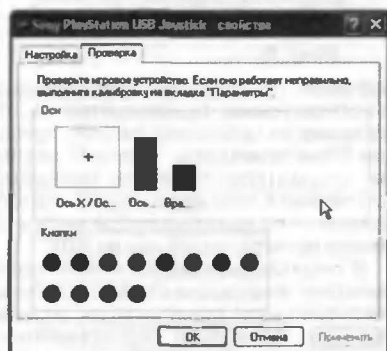 Sony PlayStation USB Joystick свойства
Настройка Проверка
Проверьте игровое устройство. Если оно работает неправильно,
выполните калибровку на вкладке "Параметры".
Оси
Ось X / Ос... Ось ... Вра...
Кнопки
OK Отмена Применить